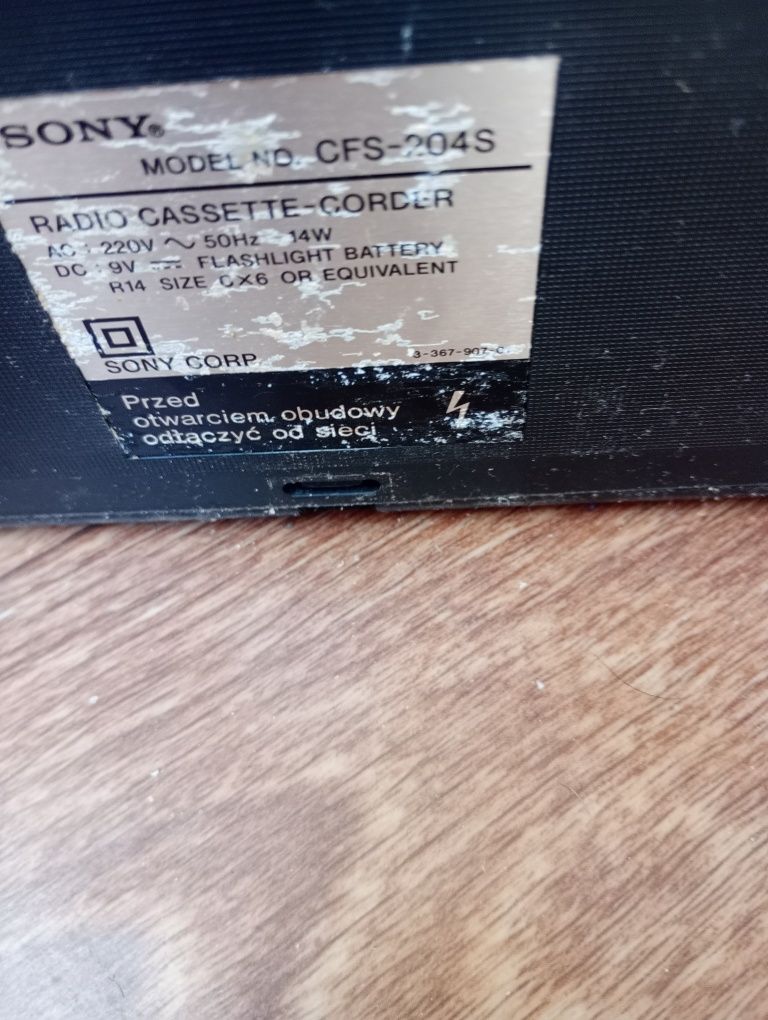 SONY®
MODEL NO. CFS-204S
RADIO CASSETTE-CORDER
AC : 220V ~ 50Hz 14W
DC : 9V ⎓ FLASHLIGHT BATTERY
R14 SIZE C×6 OR EQUIVALENT
SONY CORP
3-367-907-
Przed
otwarciem obudowy
odłączyć od sieci